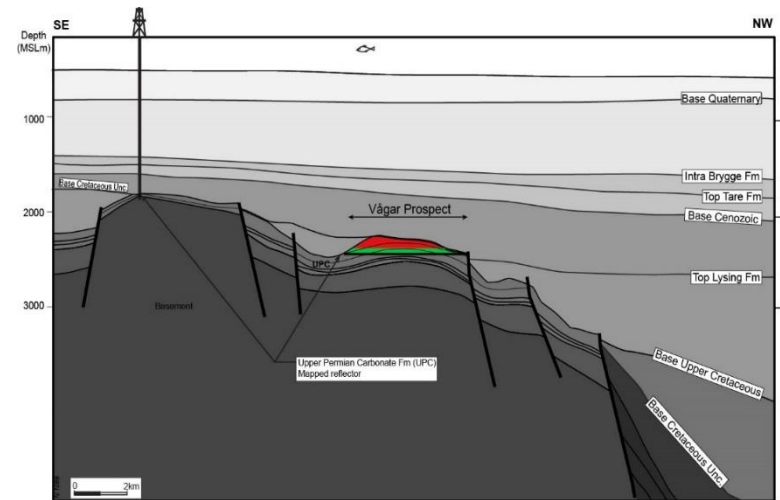 SE
NW
Depth
(MSLm)
Base Quaternary
1000
Intra Brygge Fm
Top Tare Fm
Base Cretaceous Unc.
Base Cenozoic
2000
Vågar Prospect
UPC
Top Lysing Fm
3000
Basement
Upper Permian Carbonate Fm (UPC)
Mapped reflector
Base Upper Cretaceous
Base Cretaceous Unc.
0 2km